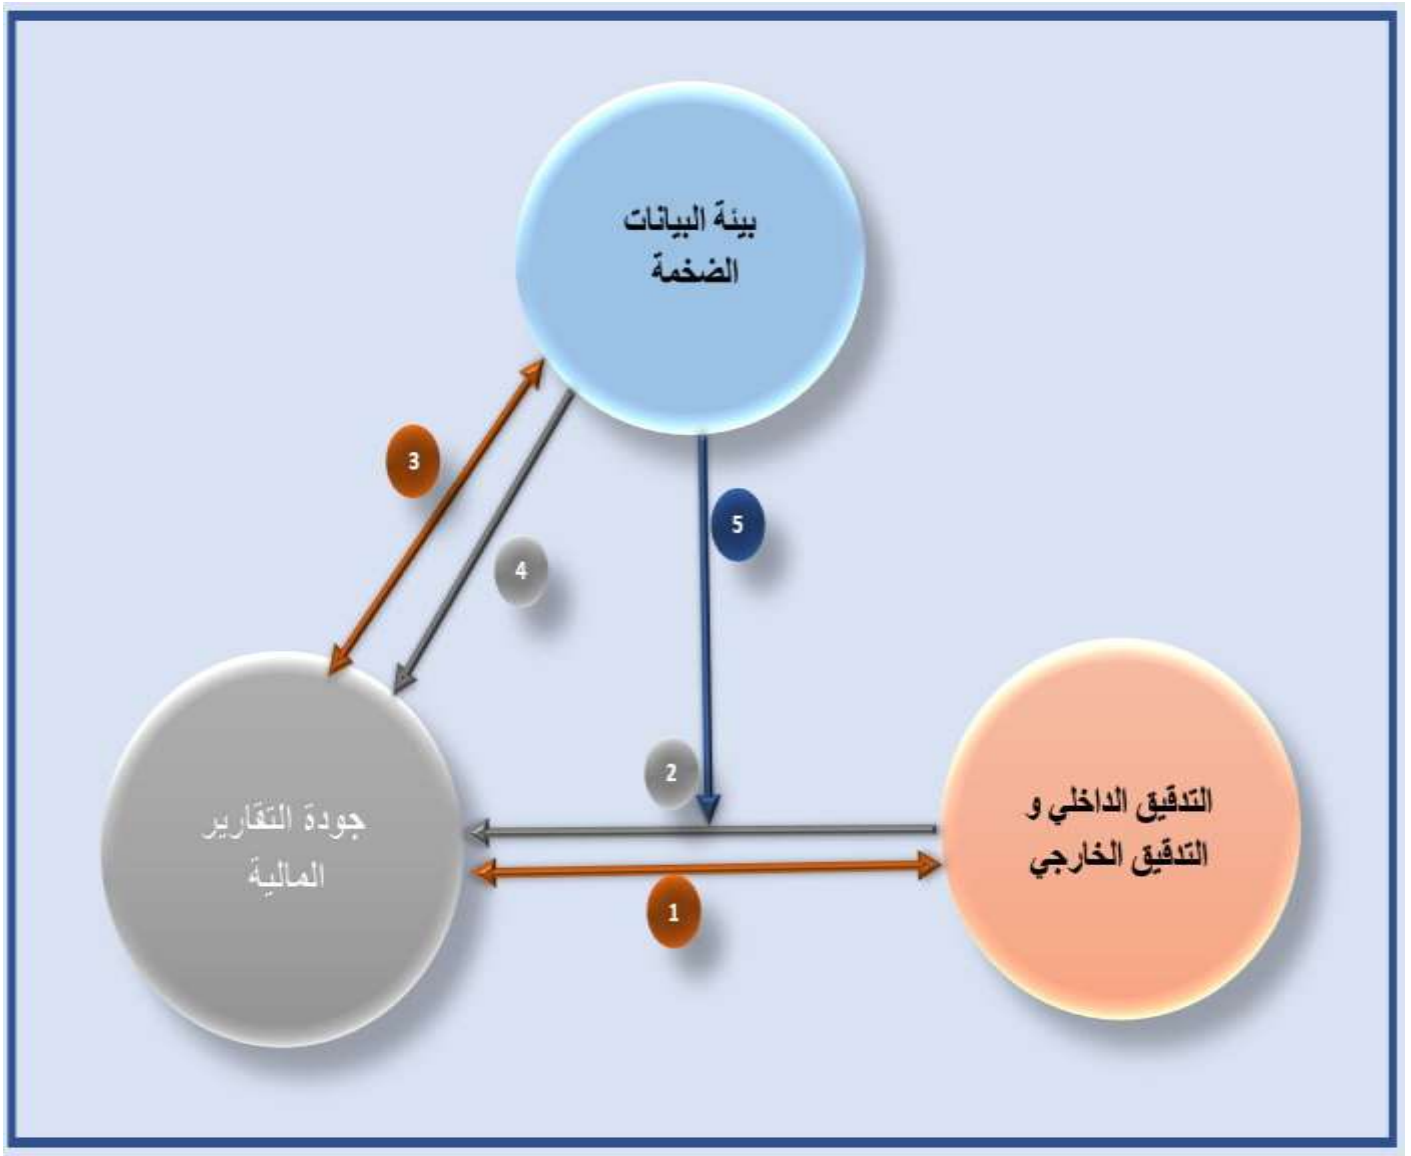 بيئة البيانات
الضخمة
3
5
4
2
التدقيق الداخلي و
التدقيق الخارجي
جودة التقارير
المالية
1